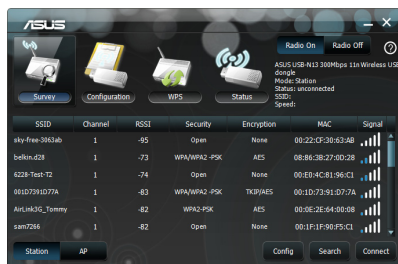 ASUS
Radio On Radio Off
ASUS USB-N13 300Mbps 11n Wireless USB
dongle
Mode: Station
Status: unconnected
SSID:
Speed:
Survey Configuration WPS Status
SSID Channel RSSI Security Encryption MAC Signal
sky-free-3063ab 1 -95 Open None 00:22:CF:30:63:AB
belkin.d28 1 -73 WPA/WPA2 -PSK AES 08:86:3B:27:00:28
6228-Test-T2 1 -74 Open None 00:E0:4C:81:96:C1
001D7391D77A 1 -83 WPA/WPA2 -PSK TKIP/AES 00:1D:73:91:D7:7A
AirLink3G_Tommy 1 -82 WPA2-PSK AES 00:0E:2E:64:00:08
sam7266 1 -82 Open None 00:1F:1F:90:F5:C1
Station AP Config Search Connect